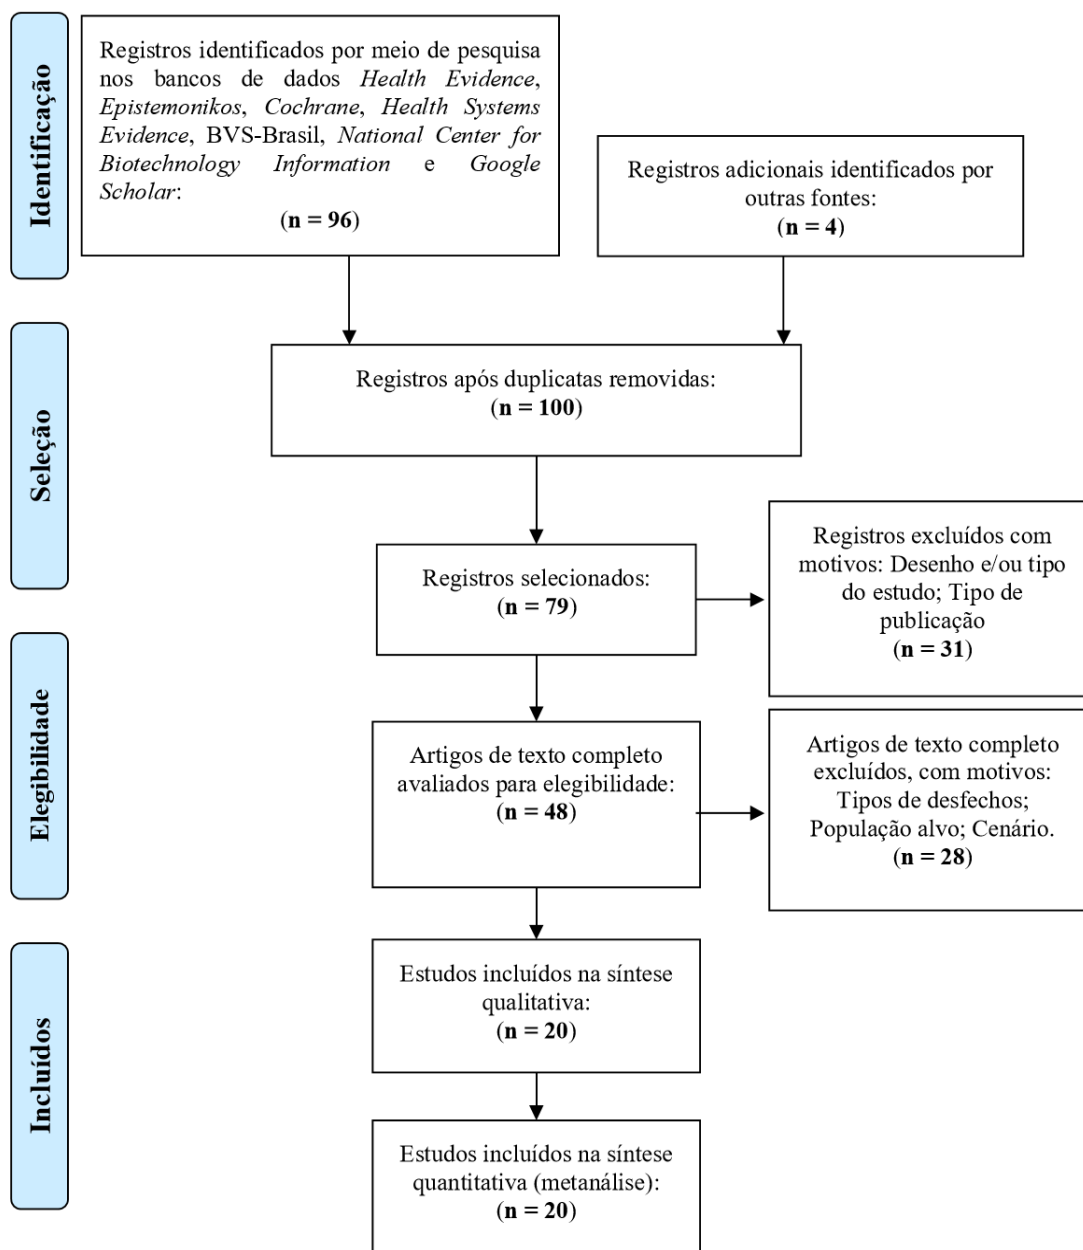 Identificação
Registros identificados por meio de pesquisa
nos bancos de dados Health Evidence,
Epistemonikos, Cochrane, Health Systems
Evidence, BVS-Brasil, National Center for
Biotechnology Information e Google
Scholar:
(n = 96)
Registros adicionais identificados por
outras fontes:
(n = 4)
Seleção
Registros após duplicatas removidas:
(n = 100)
Registros selecionados:
(n = 79)
Registros excluídos com
motivos: Desenho e/ou tipo
do estudo; Tipo de
publicação
(n = 31)
Elegibilidade
Artigos de texto completo
avaliados para elegibilidade:
(n = 48)
Artigos de texto completo
excluídos, com motivos:
Tipos de desfechos;
População alvo; Cenário.
(n = 28)
Incluídos
Estudos incluídos na síntese
qualitativa:
(n = 20)
Estudos incluídos na síntese
quantitativa (metanálise):
(n = 20)